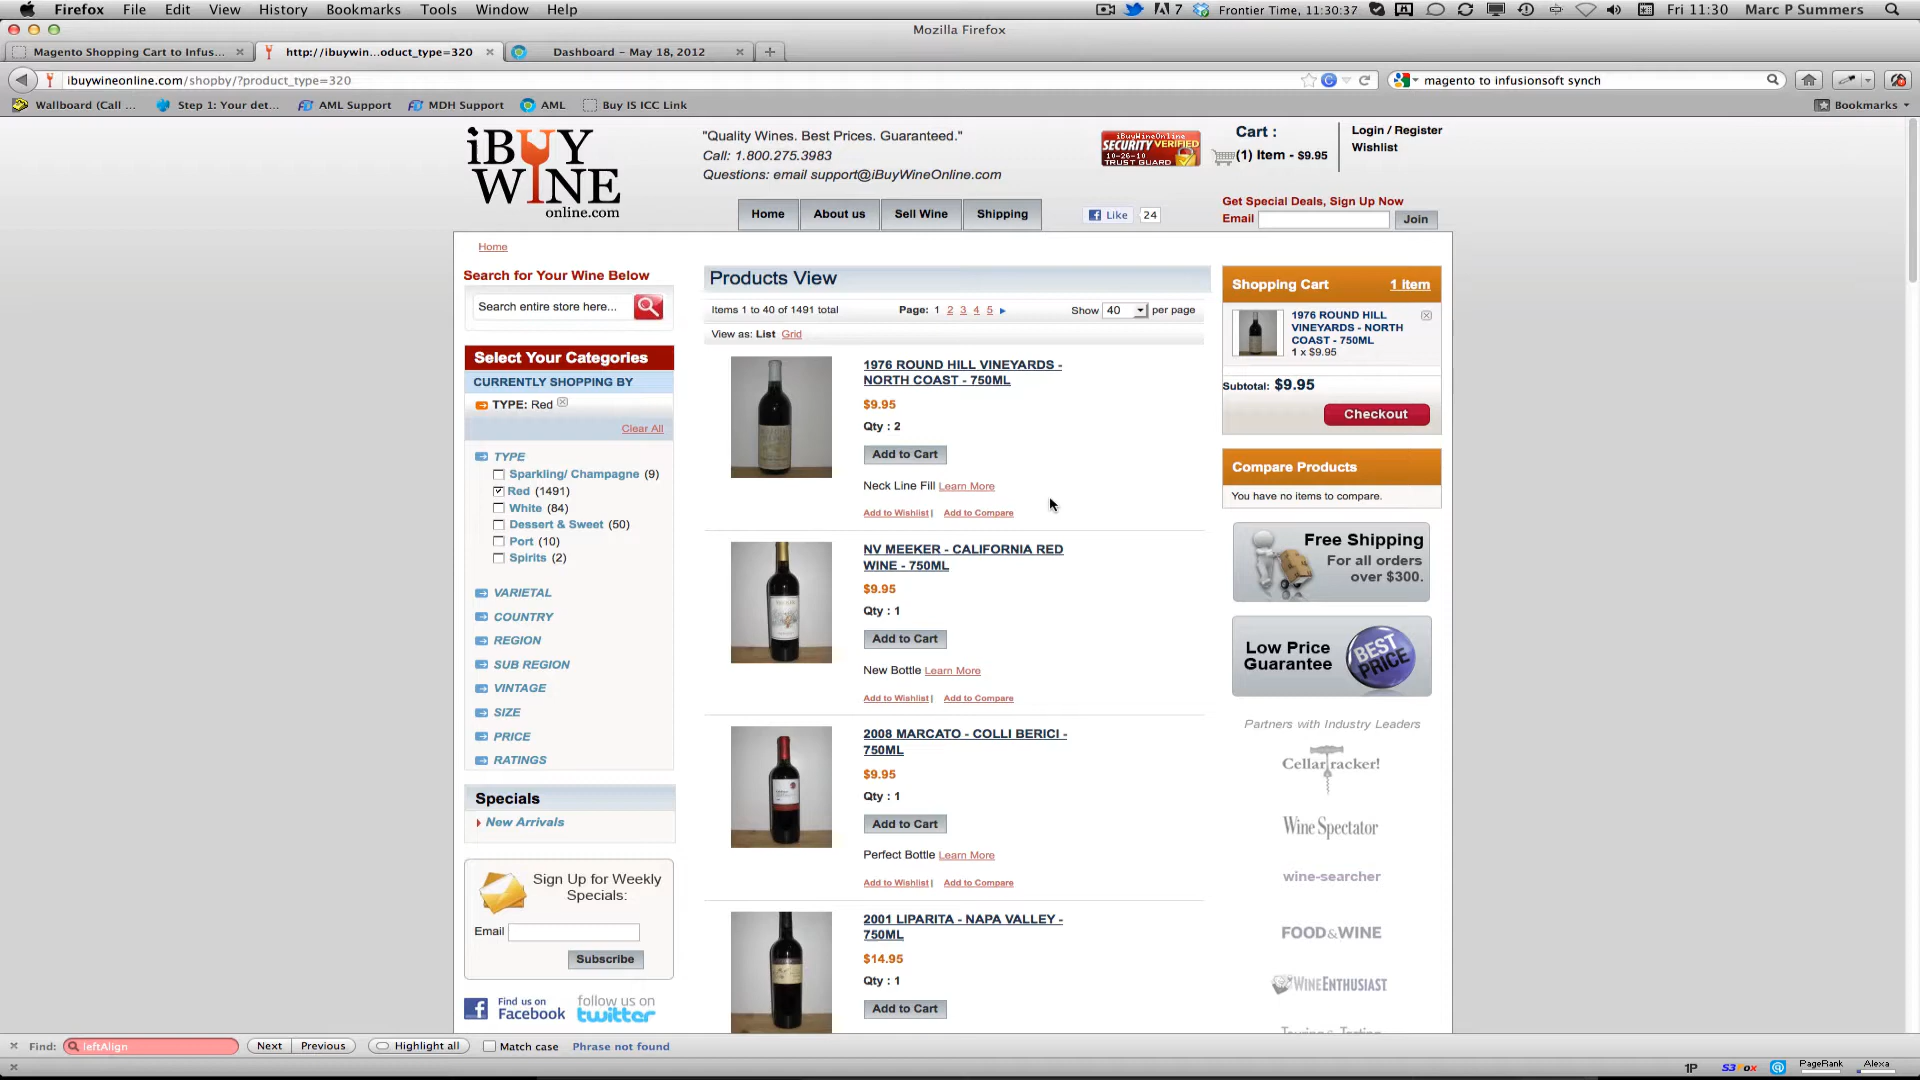 Firefox File Edit View History Bookmarks Tools Window Help
7 Frontier Time, 11:30:37 Fri 11:30 Marc P Summers
Mozilla Firefox
Magento Shopping Cart to Infus...
http://ibuywin...oduct_type=320
Dashboard – May 18, 2012
ibuywineonline.com/shopby/?product_type=320
magento to infusionsoft synch
Wallboard (Call ... Step 1: Your det... AML Support MDH Support AML Buy IS ICC Link Bookmarks
iBUY
WINE
online.com
"Quality Wines. Best Prices. Guaranteed."
Call: 1.800.275.3983
Questions: email support@iBuyWineOnline.com
iBuyWineOnline
SECURITY VERIFIED
10-26-10
TRUST GUARD
Cart :
(1) Item - $9.95
Login / Register
Wishlist
Home About us Sell Wine Shipping
Like 24
Get Special Deals, Sign Up Now
Email Join
Home
Search for Your Wine Below
Search entire store here...
Select Your Categories
CURRENTLY SHOPPING BY
TYPE: Red
Clear All
TYPE
Sparkling/ Champagne (9)
Red (1491)
White (84)
Dessert & Sweet (50)
Port (10)
Spirits (2)
VARIETAL
COUNTRY
REGION
SUB REGION
VINTAGE
SIZE
PRICE
RATINGS
Specials
New Arrivals
Sign Up for Weekly
Specials:
Email
Subscribe
Find us on
Facebook
follow us on
twitter
Products View
Items 1 to 40 of 1491 total Page: 1 2 3 4 5 Show 40 per page
View as: List Grid
1976 ROUND HILL VINEYARDS -
NORTH COAST - 750ML
$9.95
Qty : 2
Add to Cart
Neck Line Fill Learn More
Add to Wishlist | Add to Compare
NV MEEKER - CALIFORNIA RED
WINE - 750ML
$9.95
Qty : 1
Add to Cart
New Bottle Learn More
Add to Wishlist | Add to Compare
2008 MARCATO - COLLI BERICI -
750ML
$9.95
Qty : 1
Add to Cart
Perfect Bottle Learn More
Add to Wishlist | Add to Compare
2001 LIPARITA - NAPA VALLEY -
750ML
$14.95
Qty : 1
Add to Cart
Shopping Cart 1 Item
1976 ROUND HILL
VINEYARDS - NORTH
COAST - 750ML
1 x $9.95
Subtotal: $9.95
Checkout
Compare Products
You have no items to compare.
Free Shipping
For all orders
over $300.
Low Price
Guarantee
BEST
PRICE
Partners with Industry Leaders
CellarTracker!
Wine Spectator
wine-searcher
FOOD&WINE
WINEENTHUSIAST
Find: leftAlign Next Previous Highlight all Match case Phrase not found
1P S3Fox PageRank Alexa